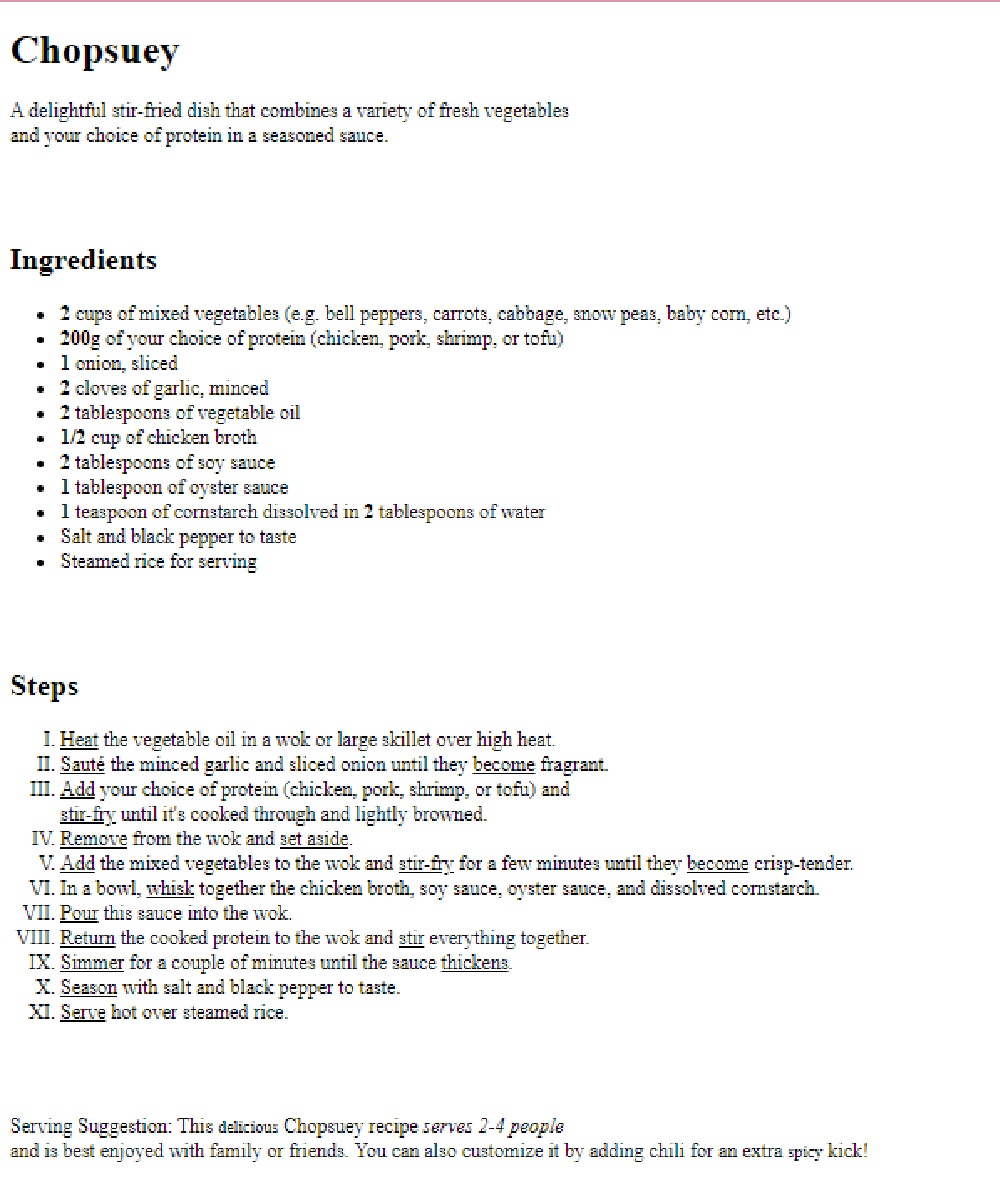 Chopsuey
A delightful stir-fried dish that combines a variety of fresh vegetables
and your choice of protein in a seasoned sauce.
Ingredients
• 2 cups of mixed vegetables (e.g. bell peppers, carrots, cabbage, snow peas, baby corn, etc.)
• 200g of your choice of protein (chicken, pork, shrimp, or tofu)
• 1 onion, sliced
• 2 cloves of garlic, minced
• 2 tablespoons of vegetable oil
• 1/2 cup of chicken broth
• 2 tablespoons of soy sauce
• 1 tablespoon of oyster sauce
• 1 teaspoon of cornstarch dissolved in 2 tablespoons of water
• Salt and black pepper to taste
• Steamed rice for serving
Steps
I. Heat the vegetable oil in a wok or large skillet over high heat.
II. Sauté the minced garlic and sliced onion until they become fragrant.
III. Add your choice of protein (chicken, pork, shrimp, or tofu) and
stir-fry until it's cooked through and lightly browned.
IV. Remove from the wok and set aside.
V. Add the mixed vegetables to the wok and stir-fry for a few minutes until they become crisp-tender.
VI. In a bowl, whisk together the chicken broth, soy sauce, oyster sauce, and dissolved cornstarch.
VII. Pour this sauce into the wok.
VIII. Return the cooked protein to the wok and stir everything together.
IX. Simmer for a couple of minutes until the sauce thickens.
X. Season with salt and black pepper to taste.
XI. Serve hot over steamed rice.
Serving Suggestion: This delicious Chopsuey recipe serves 2-4 people
and is best enjoyed with family or friends. You can also customize it by adding chili for an extra spicy kick!